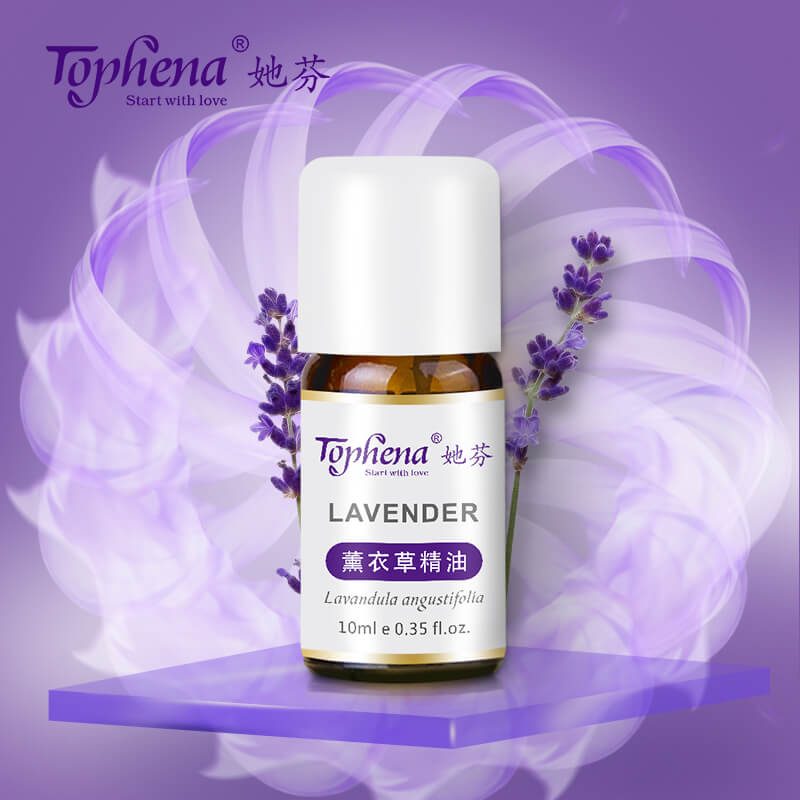 Tophena® 她芬
Start with love
Tophena® 她芬
Start with love
LAVENDER
薰衣草精油
Lavandula angustifolia
10ml e 0.35 fl.oz.